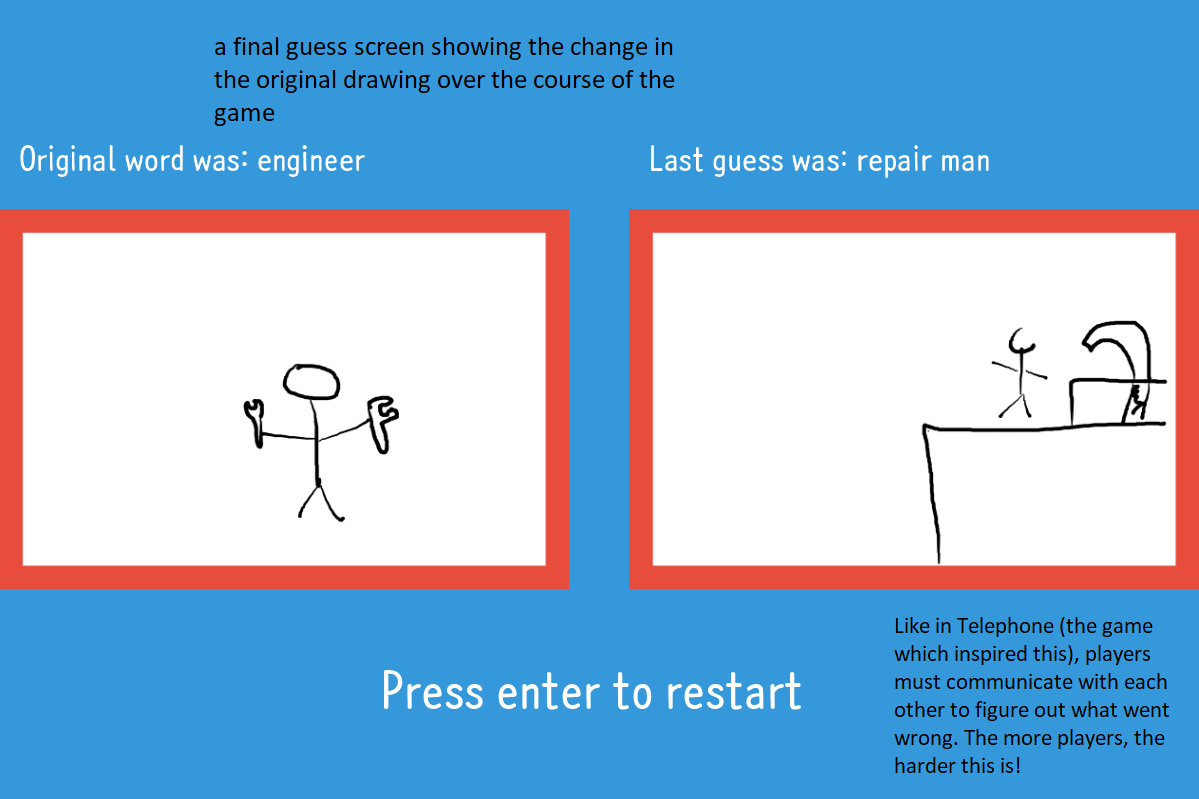 a final guess screen showing the change in
the original drawing over the course of the
game
Original word was: engineer
Last guess was: repair man
Press enter to restart
Like in Telephone (the game
which inspired this), players
must communicate with each
other to figure out what went
wrong. The more players, the
harder this is!